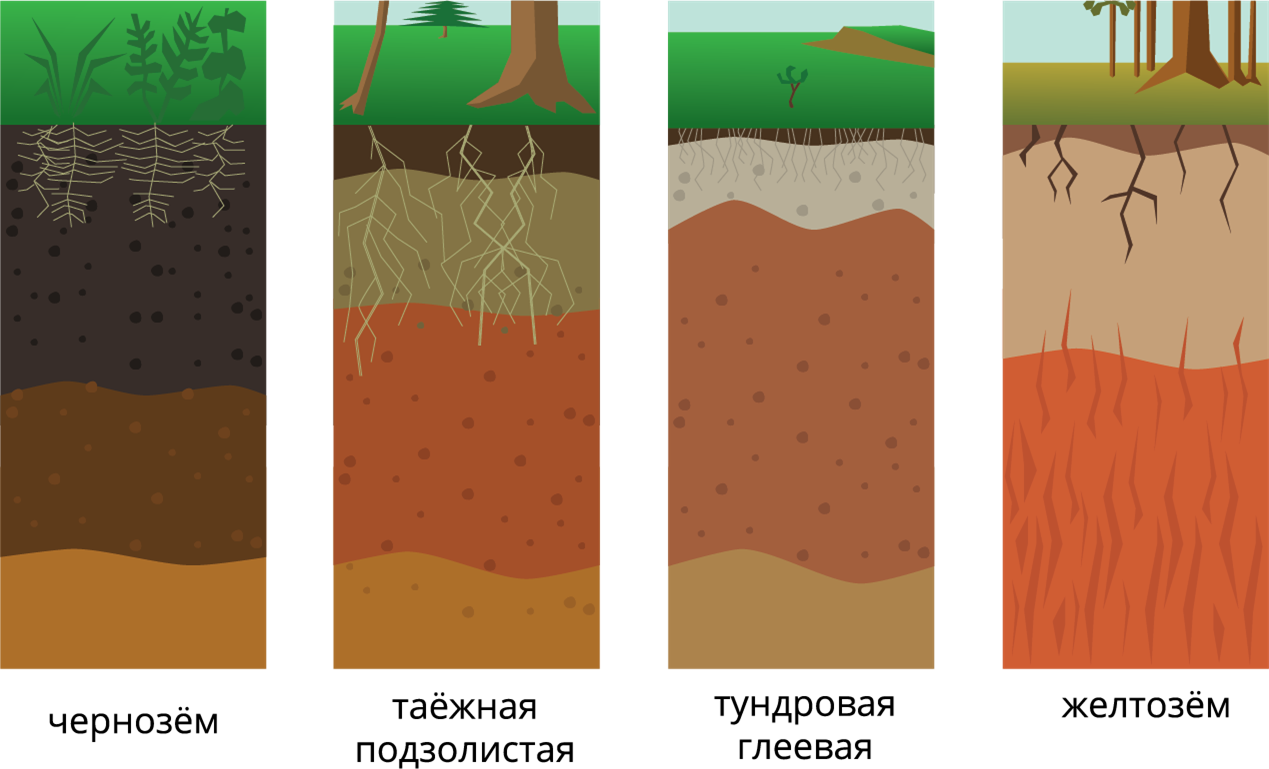 чернозём
таёжная
подзолистая
тундровая
глеевая
желтозём